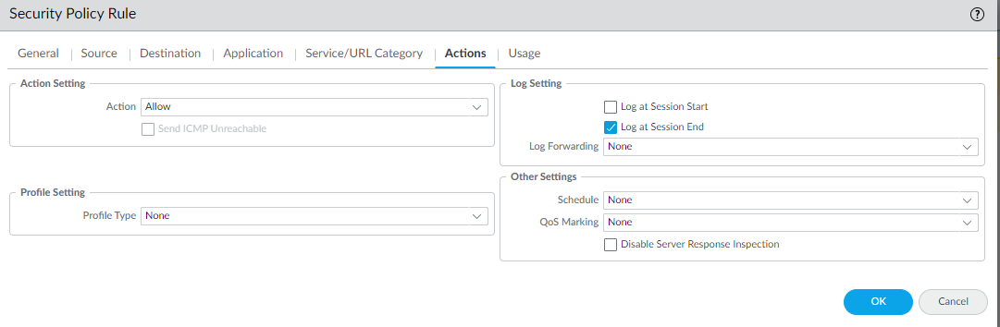 Security Policy Rule
General Source Destination Application Service/URL Category Actions Usage
Action Setting
Action Allow
Send ICMP Unreachable
Profile Setting
Profile Type None
Log Setting
Log at Session Start
Log at Session End
Log Forwarding None
Other Settings
Schedule None
QoS Marking None
Disable Server Response Inspection
OK Cancel